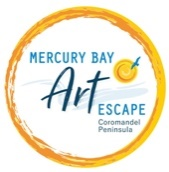 MERCURY BAY
Art
ESCAPE
Coromandel
Peninsula